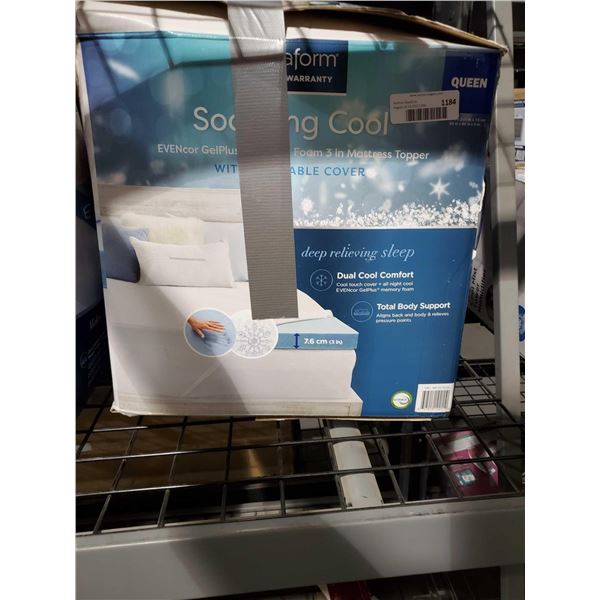 aform®
WARRANTY
QUEEN
1184
So ng Cool
EVENcor GelPlus Foam 3 in Mattress Topper
WIT ABLE COVER
deep relieving sleep
Dual Cool Comfort
Cool touch cover + all night cool
EVENcor GelPlus® memory foam
Total Body Support
Aligns back and body & relieves
pressure points
7.6 cm (3 in)